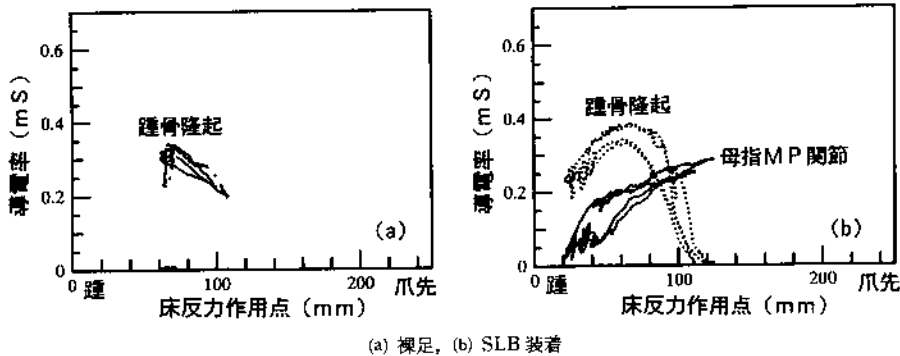 導電率（mS）
0.6
0.4
0.2
0
踵骨隆起
(a)
0
100
200
踵
爪先
床反力作用点（mm）
導電率（mS）
0.6
0.4
0.2
0
踵骨隆起
母指MP関節
(b)
0
100
200
踵
爪先
床反力作用点（mm）
(a) 裸足，(b) SLB 装着